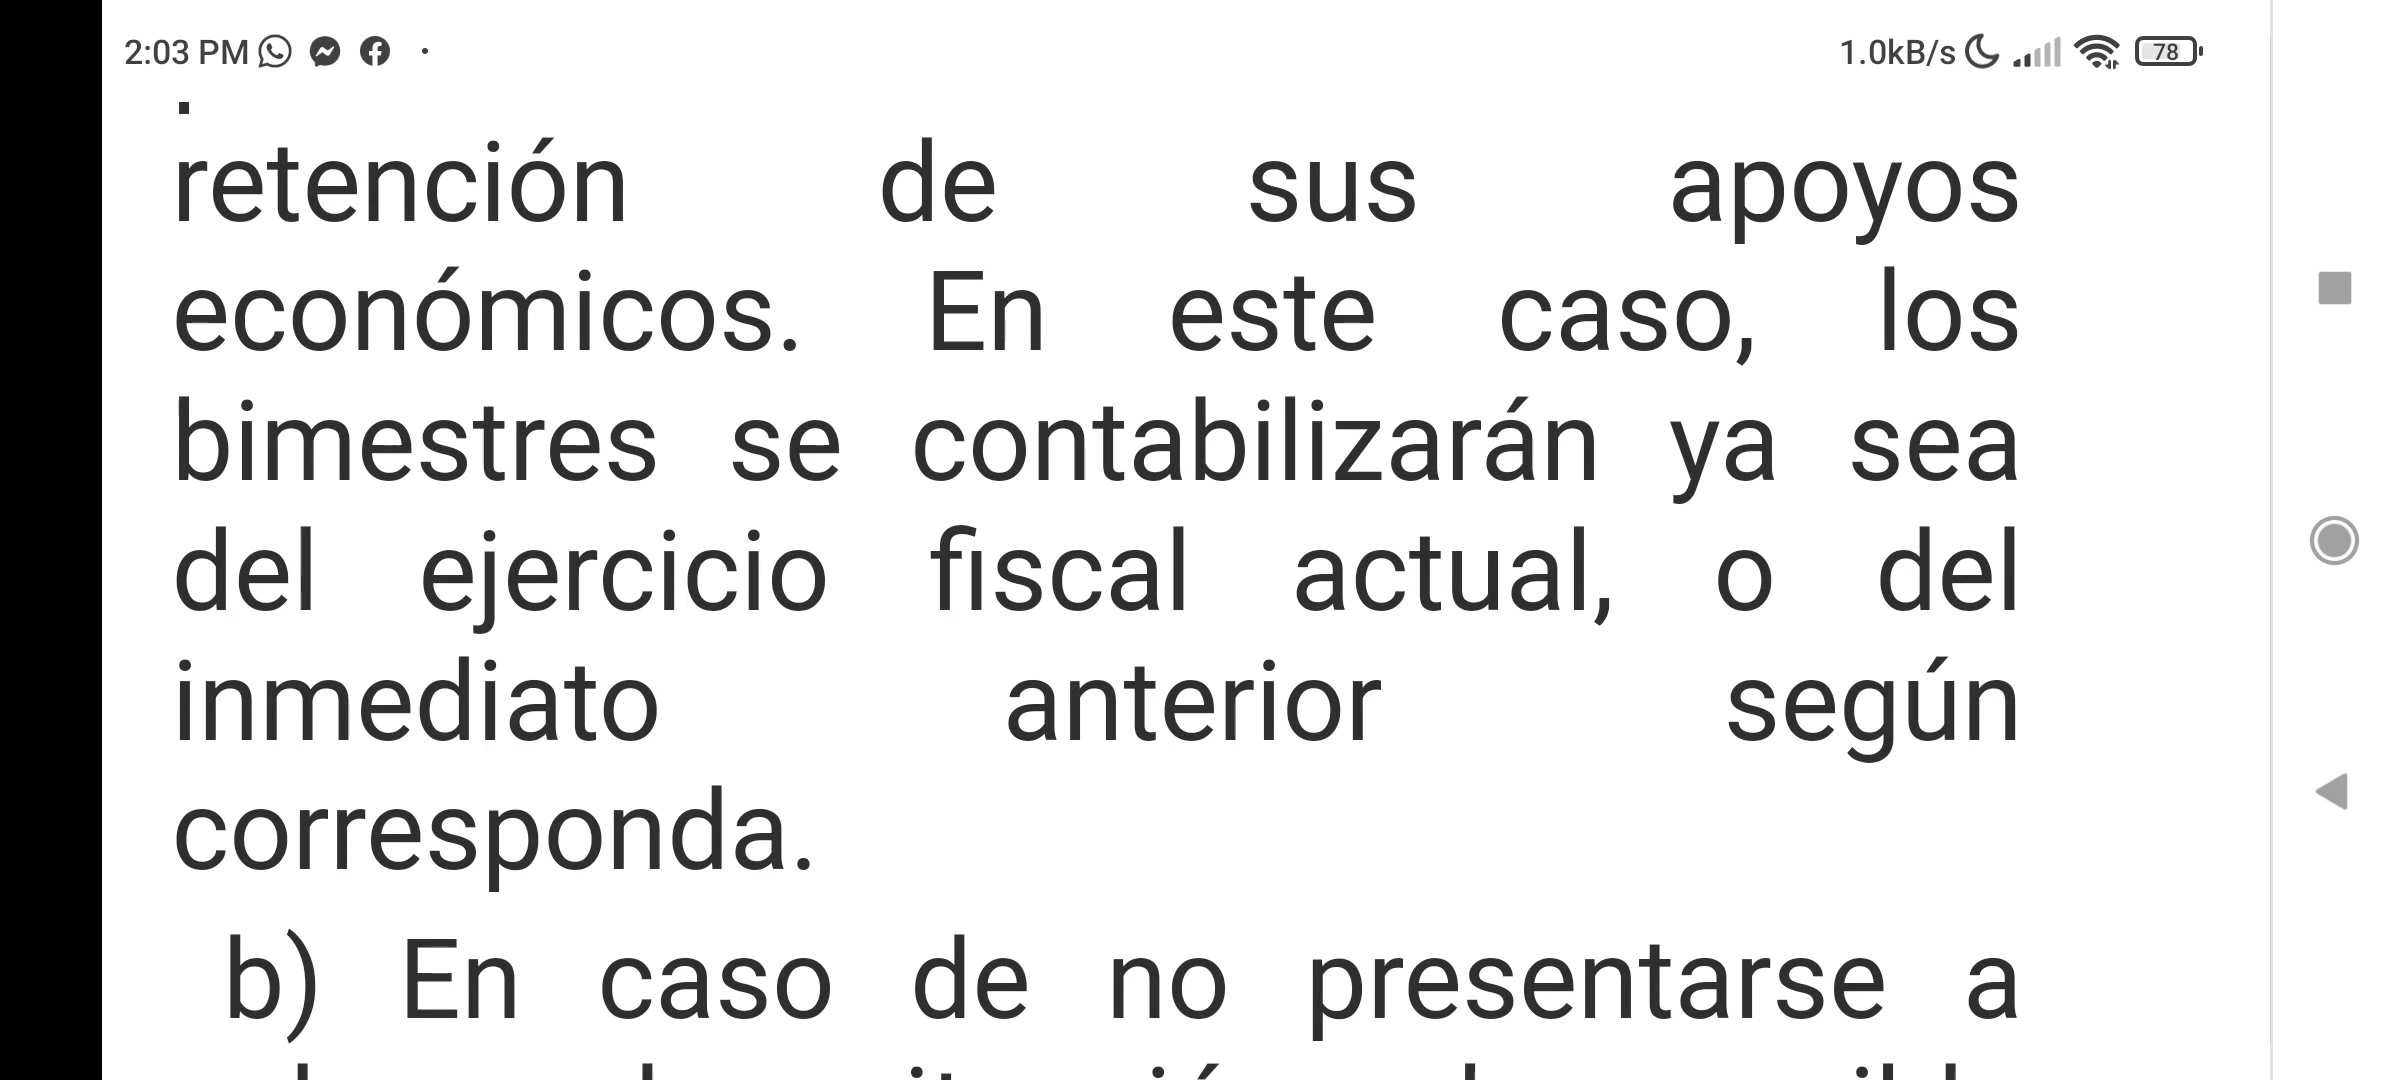 2:03 PM
1.0kB/s
78
retención de sus apoyos
económicos. En este caso, los
bimestres se contabilizarán ya sea
del ejercicio fiscal actual, o del
inmediato anterior según
corresponda.
b) En caso de no presentarse a